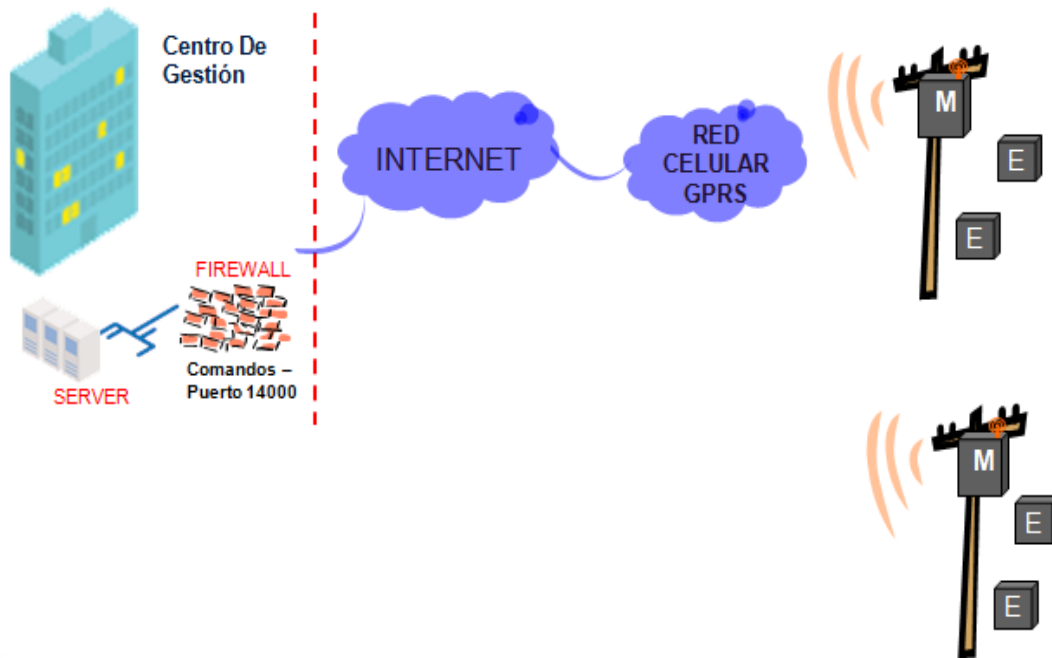 Centro De
Gestión
INTERNET
RED
CELULAR
GPRS
M
E
E
FIREWALL
Comandos –
Puerto 14000
SERVER
M
E
E